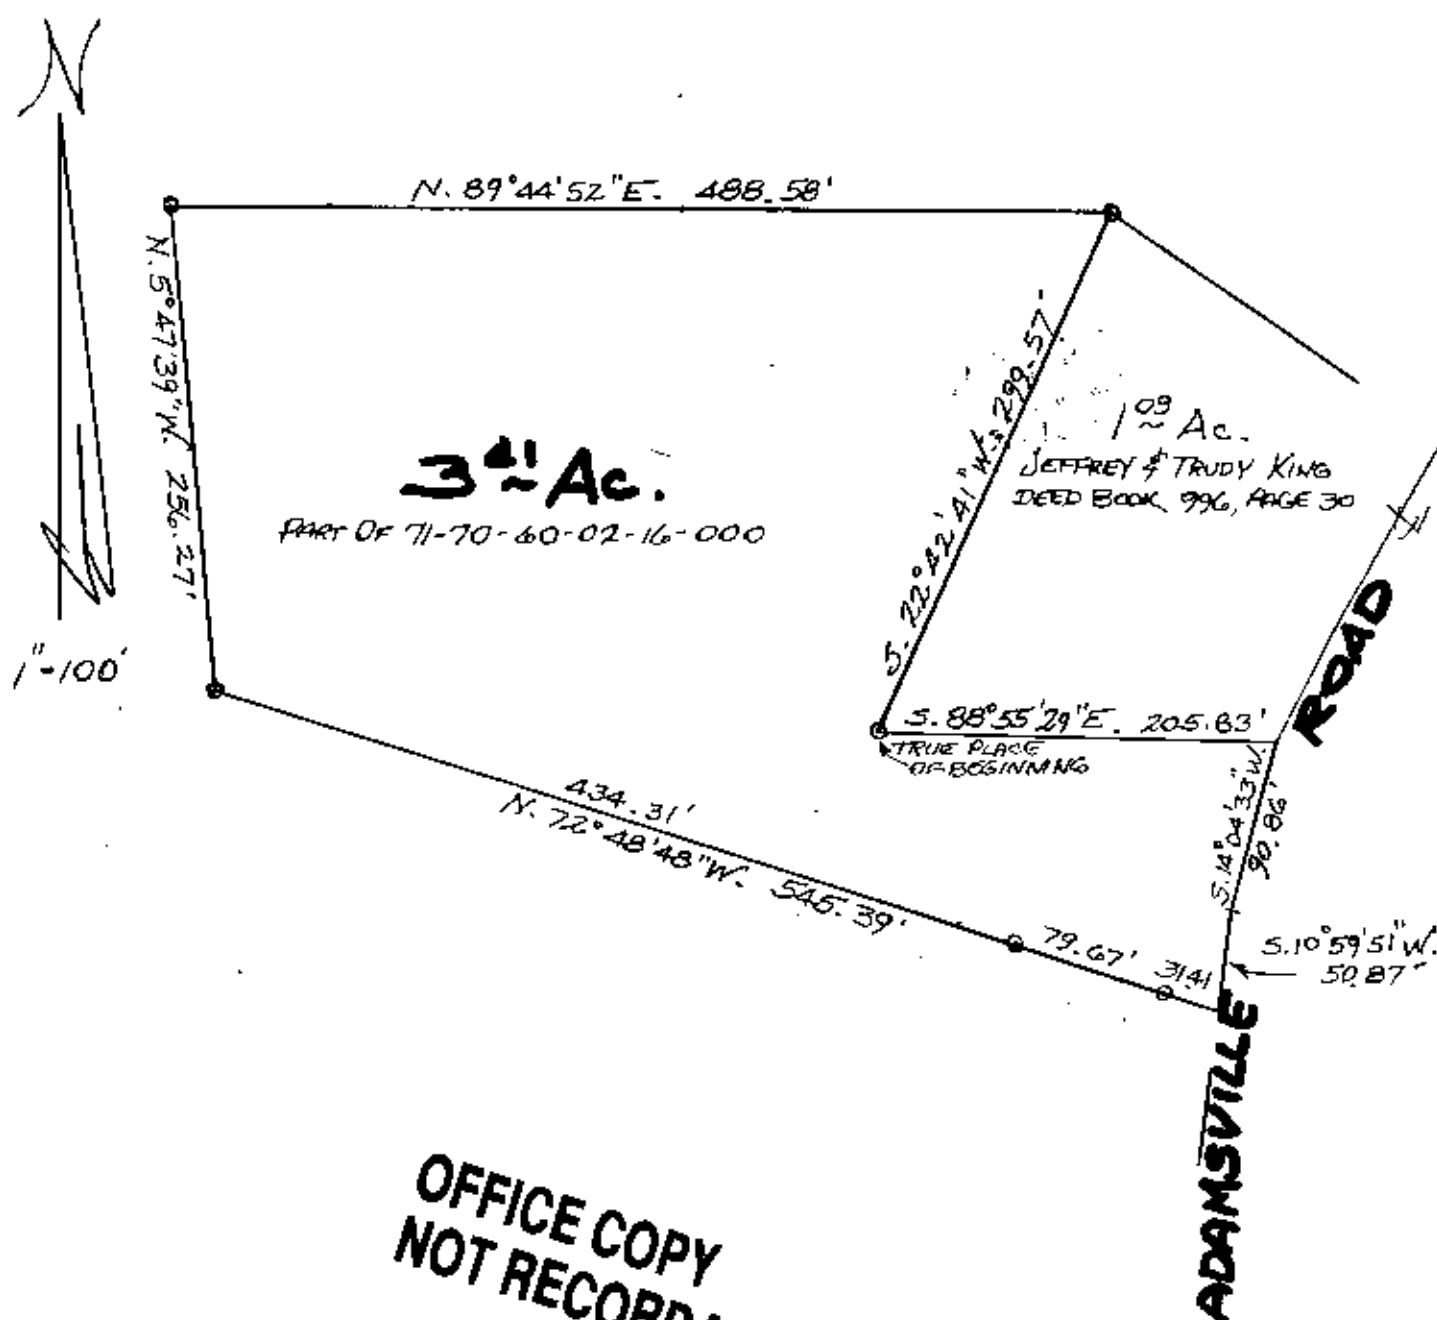 N
N. 89°44'52"E. 488.58'
N. 5°47'39"W. 256.27'
S. 22°42'41"W. 299.57'
1 09 Ac.
JEFFREY & TRUDY KING
DEED BOOK 996, PAGE 30
3 41 Ac.
PART OF 71-70-60-02-16-000
1"-100'
ROAD
S. 88°55'29"E. 205.83'
TRUE PLACE
OF BEGINNING
S. 14°04'33"W.
90.86'
434.31'
N. 72°48'48"W. 545.39'
79.67'
31.41
S. 10°59'51"W.
50.87'
ADAMSVILLE
OFFICE COPY